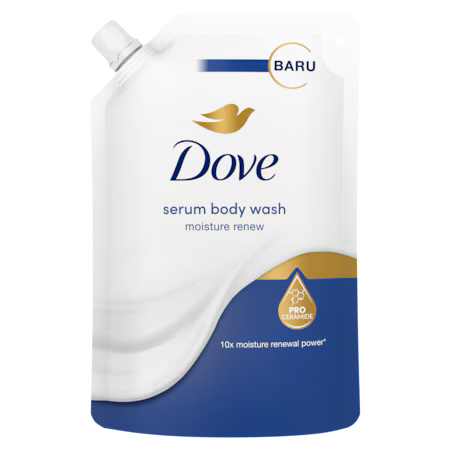 BARU
Dove
serum body wash
moisture renew
PRO
CERAMIDE
10x moisture renewal power*